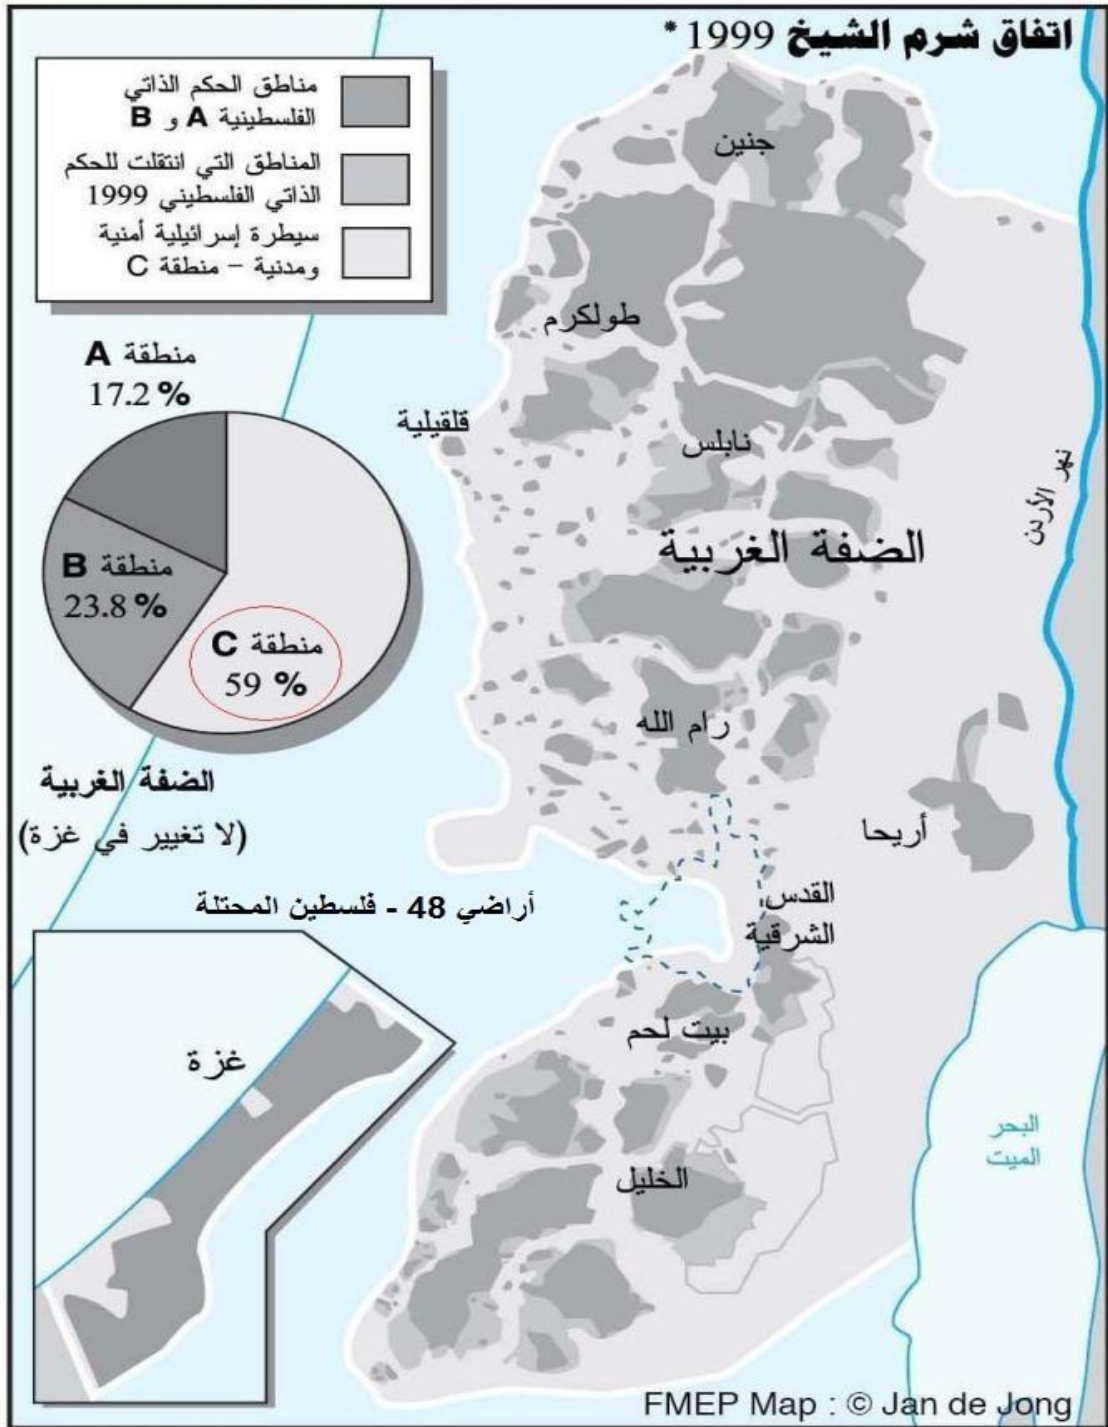 اتفاق شرم الشيخ 1999 *
مناطق الحكم الذاتي
الفلسطينية A و B
المناطق التي انتقلت للحكم
الذاتي الفلسطيني 1999
سيطرة إسرائيلية أمنية
ومدنية – منطقة C
منطقة A
17.2 %
منطقة B
23.8 %
منطقة C
59 %
الضفة الغربية
(لا تغيير في غزة)
جنين
طولكرم
قلقيلية
نابلس
نهر الأردن
الضفة الغربية
رام الله
أريحا
أراضي 48 - فلسطين المحتلة
القدس
الشرقية
بيت لحم
غزة
البحر
الميت
الخليل
FMEP Map : © Jan de Jong